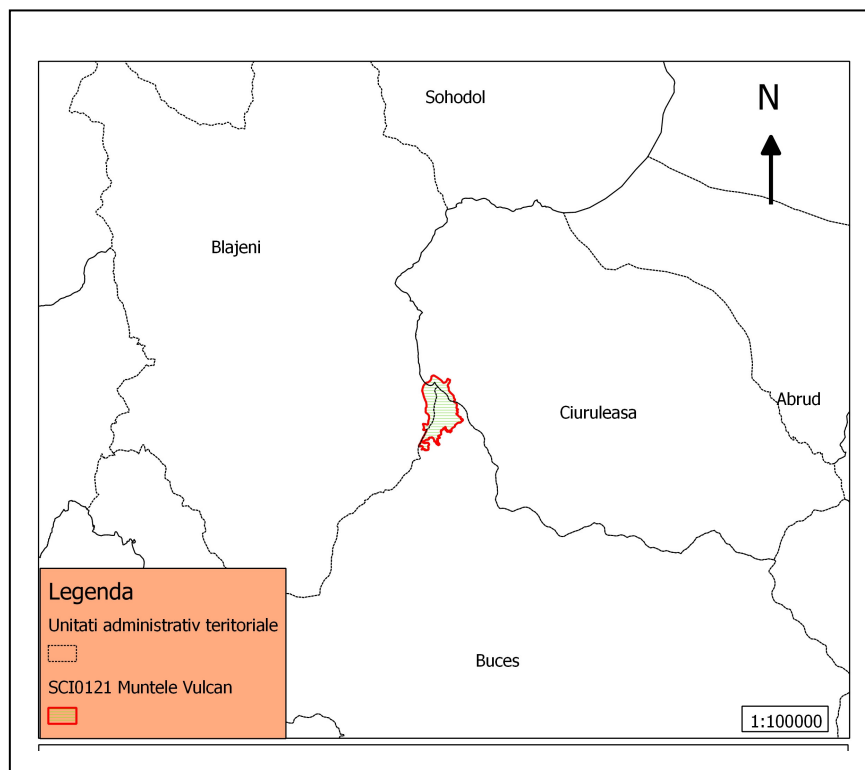 Sohodol
N
Blajeni
Ciuruleasa
Abrud
Legenda
Unitati administrativ teritoriale
SCI0121 Muntele Vulcan
Buces
1:100000